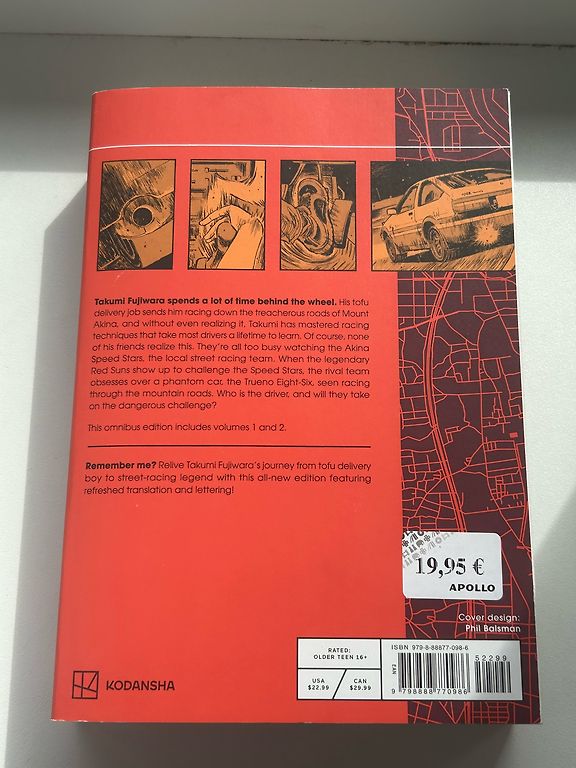 Takumi Fujiwara spends a lot of time behind the wheel. His tofu
delivery job sends him racing down the treacherous roads of Mount
Akina, and without even realizing it, Takumi has mastered racing
techniques that take most drivers a lifetime to learn. Of course, none
of his friends realize this. They're all too busy watching the Akina
Speed Stars, the local street racing team. When the legendary
Red Suns show up to challenge the Speed Stars, the rival team
obsesses over a phantom car, the Trueno Eight-Six, seen racing
through the mountain roads. Who is the driver, and will they take
on the dangerous challenge?
This omnibus edition includes volumes 1 and 2.
Remember me? Relive Takumi Fujiwara's journey from tofu delivery
boy to street-racing legend with this all-new edition featuring
refreshed translation and lettering!
19,95 €
APOLLO
Cover design:
Phil Balsman
RATED:
OLDER TEEN 16+
USA
$22.99
CAN
$29.99
ISBN 979-8-88877-098-6
52299
EAN
9 798888 770986
KODANSHA